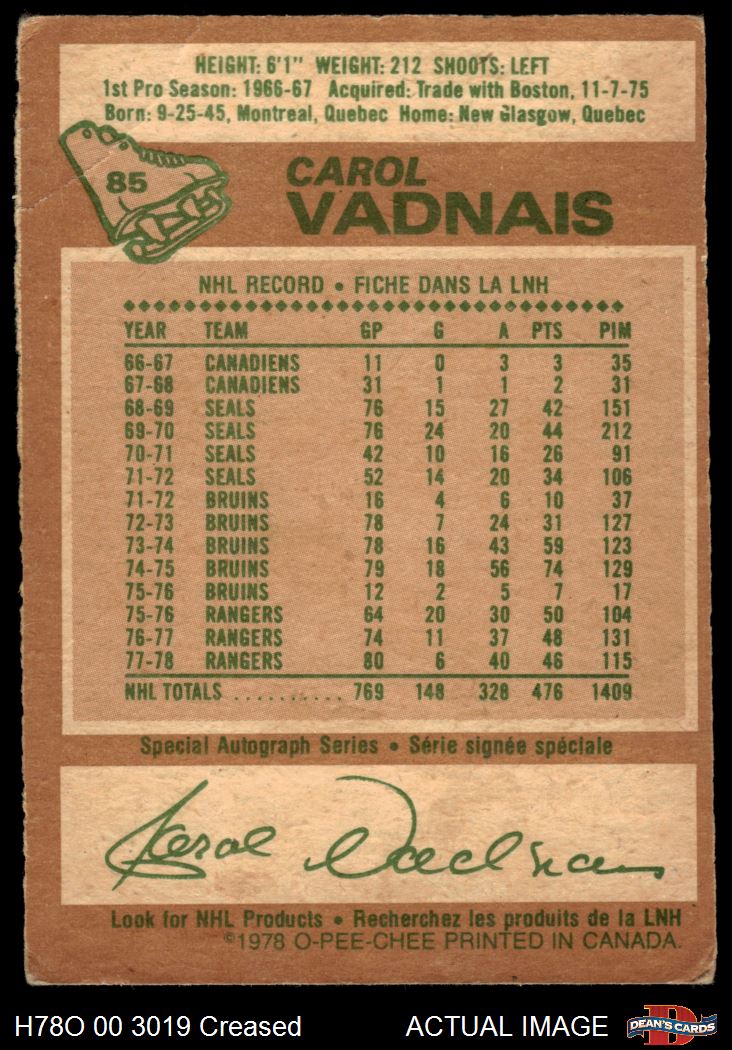 HEIGHT: 6'1" WEIGHT: 212 SHOOTS: LEFT
1st Pro Season: 1966-67 Acquired: Trade with Boston, 11-7-75
Born: 9-25-45, Montreal, Quebec Home: New Glasgow, Quebec
85
CAROL
VADNAIS
NHL RECORD • FICHE DANS LA LNH
YEAR TEAM GP G A PTS PIM
66-67 CANADIENS 11 0 3 3 35
67-68 CANADIENS 31 1 1 2 31
68-69 SEALS 76 15 27 42 151
69-70 SEALS 76 24 20 44 212
70-71 SEALS 42 10 16 26 91
71-72 SEALS 52 14 20 34 106
71-72 BRUINS 16 4 6 10 37
72-73 BRUINS 78 7 24 31 127
73-74 BRUINS 78 16 43 59 123
74-75 BRUINS 79 18 56 74 129
75-76 BRUINS 12 2 5 7 17
75-76 RANGERS 64 20 30 50 104
76-77 RANGERS 74 11 37 48 131
77-78 RANGERS 80 6 40 46 115
NHL TOTALS .......... 769 148 328 476 1409
Special Autograph Series • Série signée spéciale
Carol Vadnais
Look for NHL Products • Recherchez les produits de la LNH
©1978 O-PEE-CHEE PRINTED IN CANADA.
H78O 00 3019 Creased ACTUAL IMAGE
D
DEAN'S CARDS